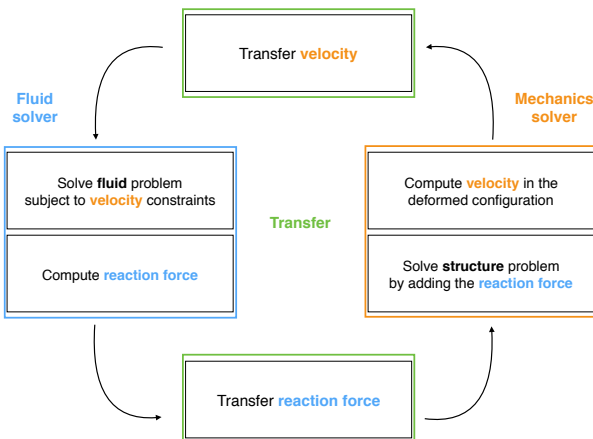 Transfer velocity
Fluid
solver
Mechanics
solver
Solve fluid problem
subject to velocity constraints
Compute velocity in the
deformed configuration
Transfer
Compute reaction force
Solve structure problem
by adding the reaction force
Transfer reaction force